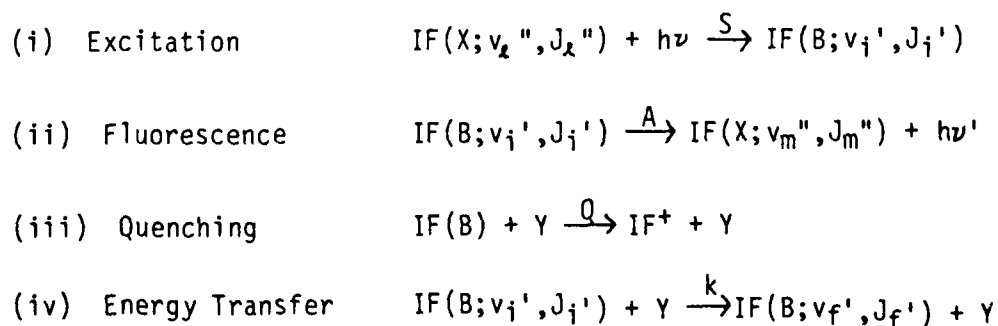 (i) Excitation IF(X; v_ℓ", J_ℓ") + hν —S→ IF(B; v_i', J_i')
(ii) Fluorescence IF(B; v_i', J_i') —A→ IF(X; v_m", J_m") + hν'
(iii) Quenching IF(B) + Y —Q→ IF⁺ + Y
(iv) Energy Transfer IF(B; v_i', J_i') + Y —k→ IF(B; v_f', J_f') + Y